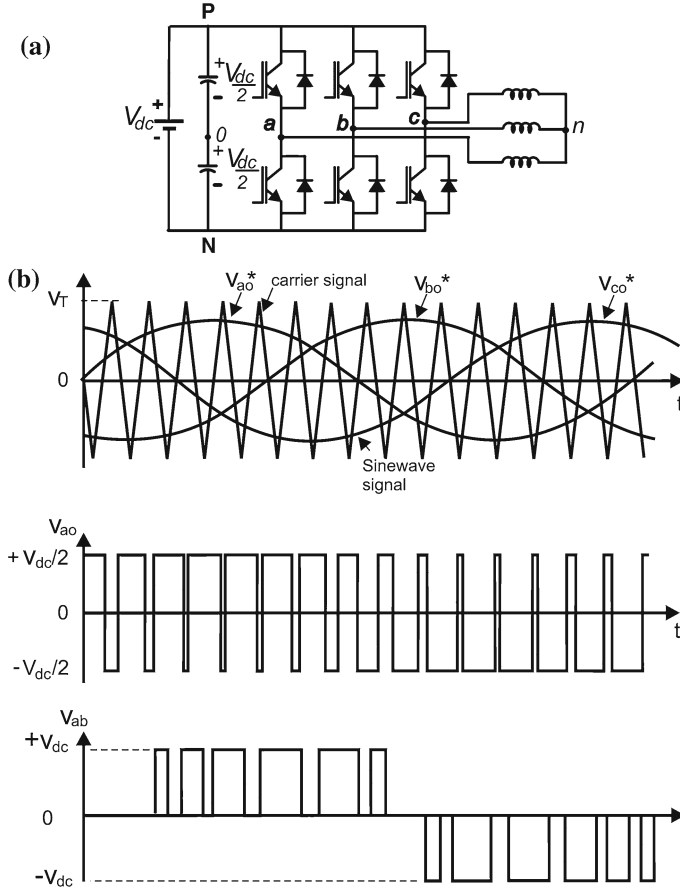 (a)
P
+ Vdc/2
-
Vdc
+
-
a
b
c
n
0
+ Vdc/2
-
N
(b)
VT
Vao*
carrier signal
Vbo*
Vco*
0
t
Sinewave
signal
Vao
+ Vdc/2
0
t
- Vdc/2
Vab
+Vdc
0
-Vdc